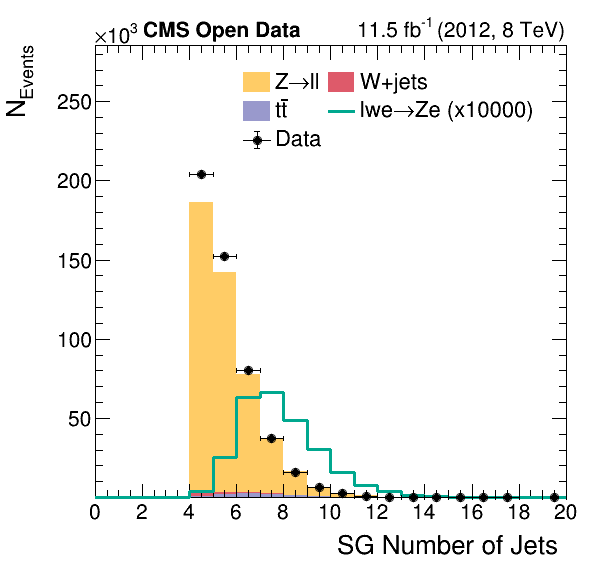 ×10³ CMS Open Data 11.5 fb⁻¹ (2012, 8 TeV)
N_Events
Z→ll W+jets
tt̄ lwe→Ze (x10000)
Data
250
200
150
100
50
0 2 4 6 8 10 12 14 16 18 20
SG Number of Jets